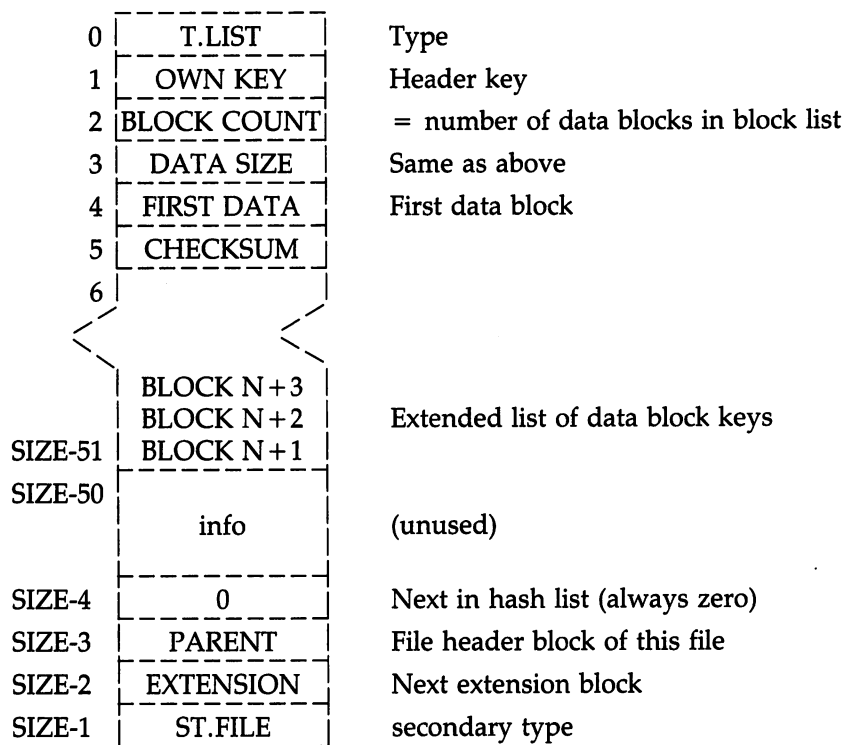 0 T.LIST Type
1 OWN KEY Header key
2 BLOCK COUNT = number of data blocks in block list
3 DATA SIZE Same as above
4 FIRST DATA First data block
5 CHECKSUM
6
BLOCK N+3
BLOCK N+2 Extended list of data block keys
SIZE-51 BLOCK N+1
SIZE-50
info (unused)
SIZE-4 0 Next in hash list (always zero)
SIZE-3 PARENT File header block of this file
SIZE-2 EXTENSION Next extension block
SIZE-1 ST.FILE secondary type